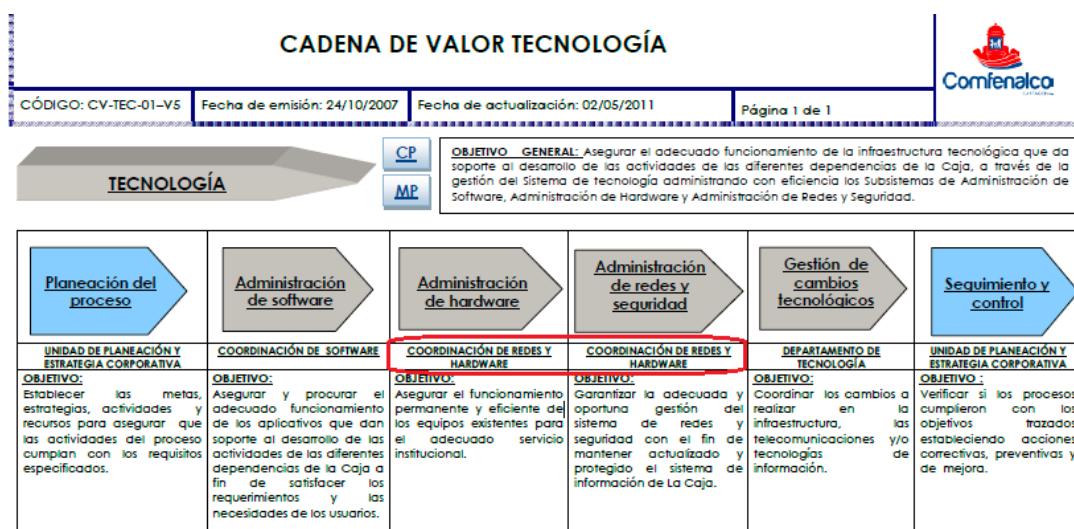 CADENA DE VALOR TECNOLOGÍA
Comfenalco
CÓDIGO: CV-TEC-01–V5
Fecha de emisión: 24/10/2007
Fecha de actualización: 02/05/2011
Página 1 de 1
TECNOLOGÍA
CP
MP
OBJETIVO GENERAL: Asegurar el adecuado funcionamiento de la infraestructura tecnológica que da
soporte al desarrollo de las actividades de las diferentes dependencias de la Caja, a través de la
gestión del Sistema de tecnología administrando con eficiencia los Subsistemas de Administración de
Software, Administración de Hardware y Administración de Redes y Seguridad.
Planeación del
proceso
Administración
de software
Administración
de hardware
Administración
de redes y
seguridad
Gestión de
cambios
tecnológicos
Seguimiento y
control
UNIDAD DE PLANEACIÓN Y
ESTRATEGIA CORPORATIVA
COORDINACIÓN DE SOFTWARE
COORDINACIÓN DE REDES Y
HARDWARE
COORDINACIÓN DE REDES Y
HARDWARE
DEPARTAMENTO DE
TECNOLOGÍA
UNIDAD DE PLANEACIÓN Y
ESTRATEGIA CORPORATIVA
OBJETIVO:
Establecer las metas,
estrategias, actividades y
recursos para asegurar que
las actividades del proceso
cumplan con los requisitos
especificados.
OBJETIVO:
Asegurar y procurar el
adecuado funcionamiento
de los aplicativos que dan
soporte al desarrollo de las
actividades de las diferentes
dependencias de la Caja a
fin de satisfacer los
requerimientos y las
necesidades de los usuarios.
OBJETIVO:
Asegurar el funcionamiento
permanente y eficiente de
los equipos existentes para
el adecuado servicio
institucional.
OBJETIVO:
Garantizar la adecuada y
oportuna gestión del
sistema de redes y
seguridad con el fin de
mantener actualizado y
protegido el sistema de
información de La Caja.
OBJETIVO:
Coordinar los cambios a
realizar en la
infraestructura, las
telecomunicaciones y/o
tecnologías de
información.
OBJETIVO :
Verificar si los procesos
cumplieron con los
objetivos trazados
estableciendo acciones
correctivas, preventivas y
de mejora.